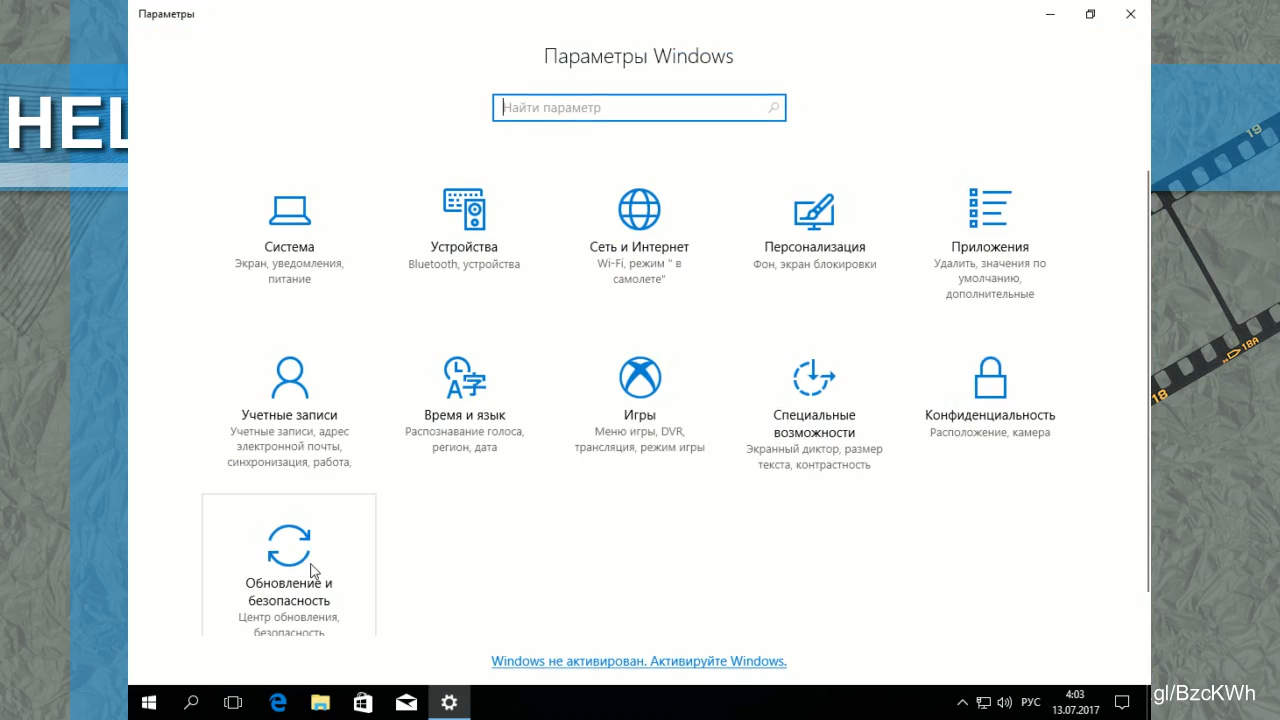 Параметры
Параметры Windows
Найти параметр
HEL
Система
Экран, уведомления,
питание
Устройства
Bluetooth, устройства
Сеть и Интернет
Wi-Fi, режим " в
самолете"
Персонализация
Фон, экран блокировки
Приложения
Удалить, значения по
умолчанию,
дополнительные
Учетные записи
Учетные записи, адрес
электронной почты,
синхронизация, работа,
Время и язык
Распознавание голоса,
регион, дата
Игры
Меню игры, DVR,
трансляция, режим игры
Специальные
возможности
Экранный диктор, размер
текста, контрастность
Конфиденциальность
Расположение, камера
Обновление и
безопасность
Центр обновления,
безопасность
Windows не активирован. Активируйте Windows.
19
18A
18
РУС
4:03
13.07.2017
gl/BzcKWh